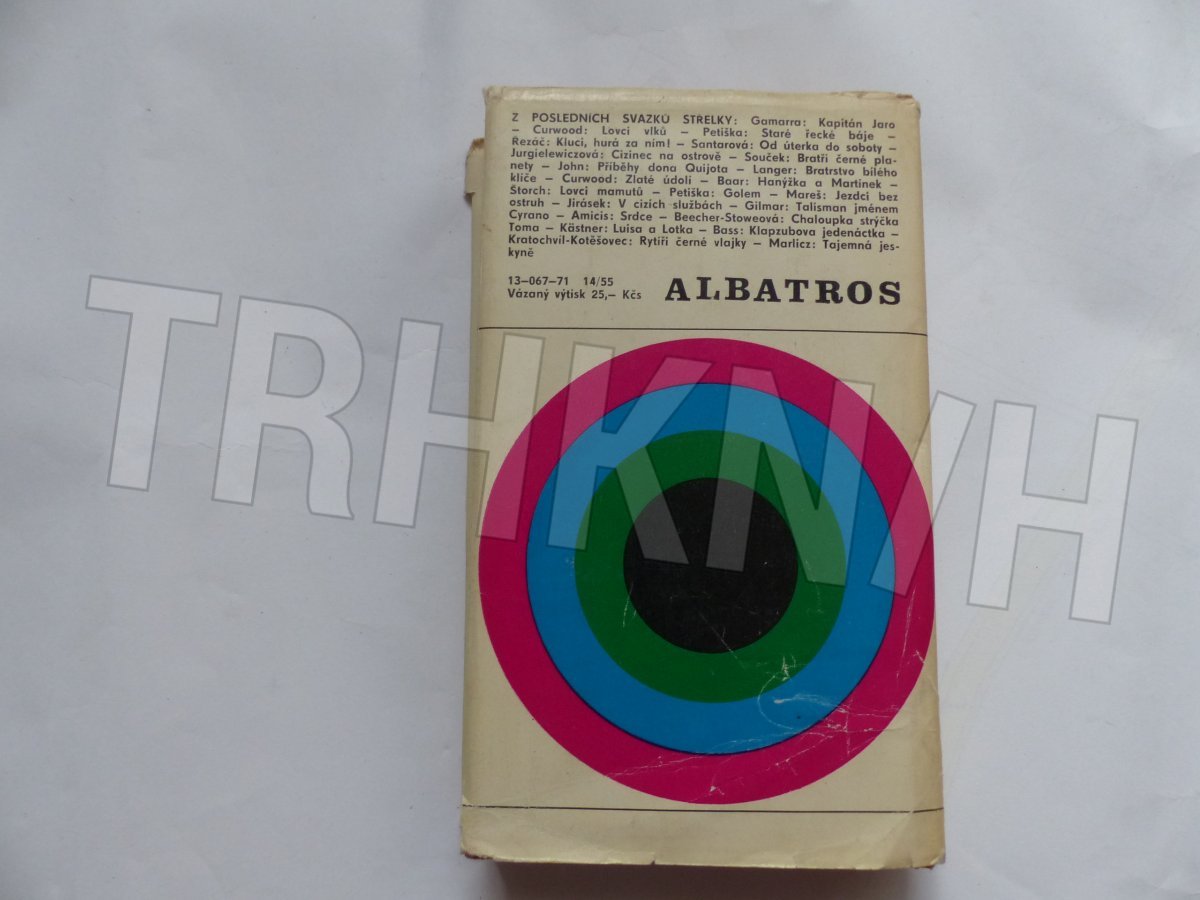 Z POSLEDNÍCH SVAZKŮ STŘELKY: Gamarra: Kapitán Jaro
– Curwood: Lovci vlků – Petiška: Staré řecké báje –
Řezáč: Kluci, hurá za ním! – Santarová: Od úterka do soboty –
Jurgielewiczová: Cizinec na ostrově – Souček: Bratři černé pla-
nety – John: Příběhy dona Quijota – Langer: Bratrstvo bílého
klíče – Curwood: Zlaté údolí – Baar: Hanýžka a Martínek –
Štorch: Lovci mamutů – Petiška: Golem – Mareš: Jezdci bez
ostruh – Jirásek: V cizích službách – Gilmar: Talisman jménem
Cyrano – Amicis: Srdce – Beecher-Stoweová: Chaloupka strýčka
Toma – Kästner: Luisa a Lotka – Bass: Klapzubova jedenáctka –
Kratochvíl-Kotěšovec: Rytíři černé vlajky – Marlicz: Tajemná jes-
kyně
13–067–71 14/55
Vázaný výtisk 25,– Kčs
ALBATROS
TRHKNIH